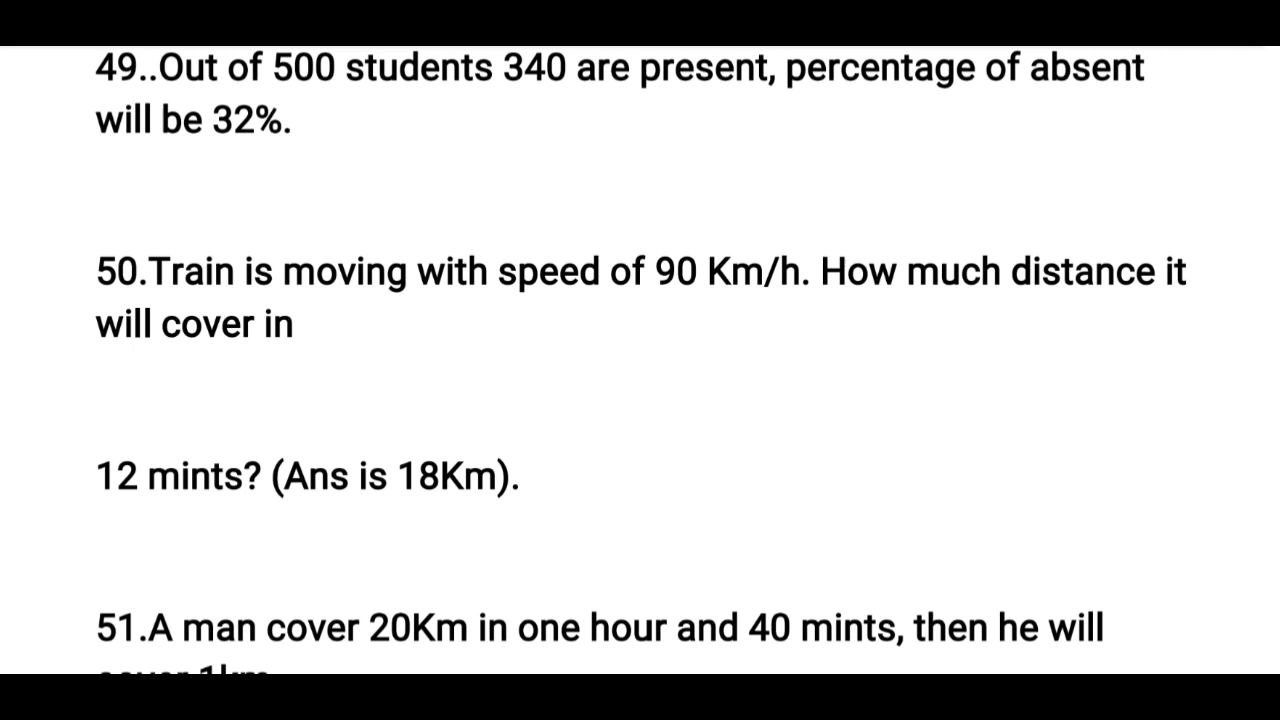 49..Out of 500 students 340 are present, percentage of absent
will be 32%.
50.Train is moving with speed of 90 Km/h. How much distance it
will cover in
12 mints? (Ans is 18Km).
51.A man cover 20Km in one hour and 40 mints, then he will
cover 1km